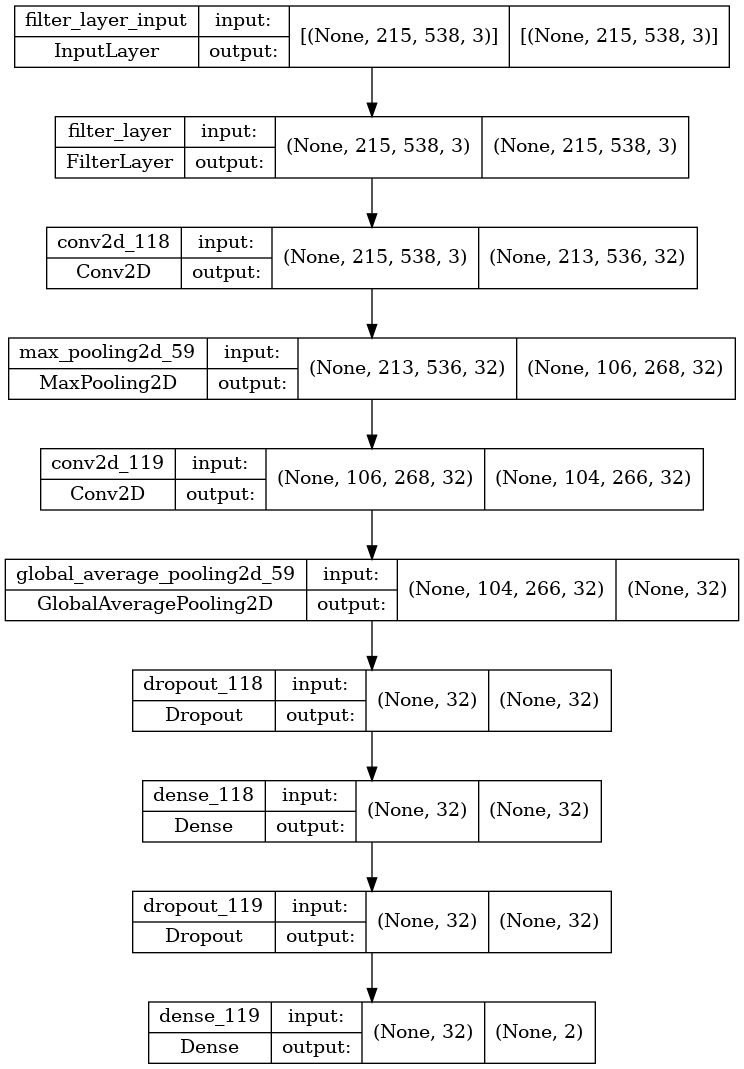 filter_layer_input input: [(None, 215, 538, 3)] [(None, 215, 538, 3)]
InputLayer output:
filter_layer input: (None, 215, 538, 3) (None, 215, 538, 3)
FilterLayer output:
conv2d_118 input: (None, 215, 538, 3) (None, 213, 536, 32)
Conv2D output:
max_pooling2d_59 input: (None, 213, 536, 32) (None, 106, 268, 32)
MaxPooling2D output:
conv2d_119 input: (None, 106, 268, 32) (None, 104, 266, 32)
Conv2D output:
global_average_pooling2d_59 input: (None, 104, 266, 32) (None, 32)
GlobalAveragePooling2D output:
dropout_118 input: (None, 32) (None, 32)
Dropout output:
dense_118 input: (None, 32) (None, 32)
Dense output:
dropout_119 input: (None, 32) (None, 32)
Dropout output:
dense_119 input: (None, 32) (None, 2)
Dense output: